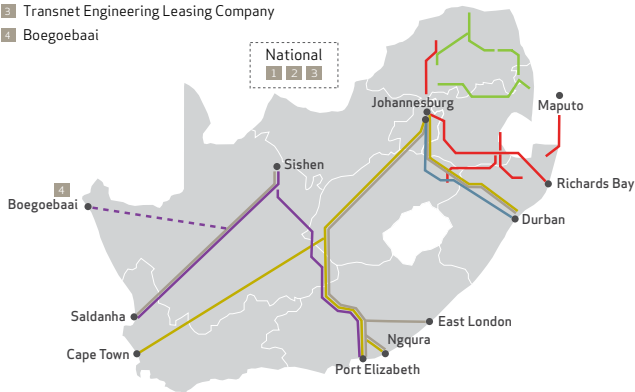 3 Transnet Engineering Leasing Company
4 Boegoebaai
National
1 2 3
Johannesburg
Maputo
Sishen
4
Boegoebaai
Richards Bay
Durban
Saldanha
East London
Cape Town
Ngqura
Port Elizabeth